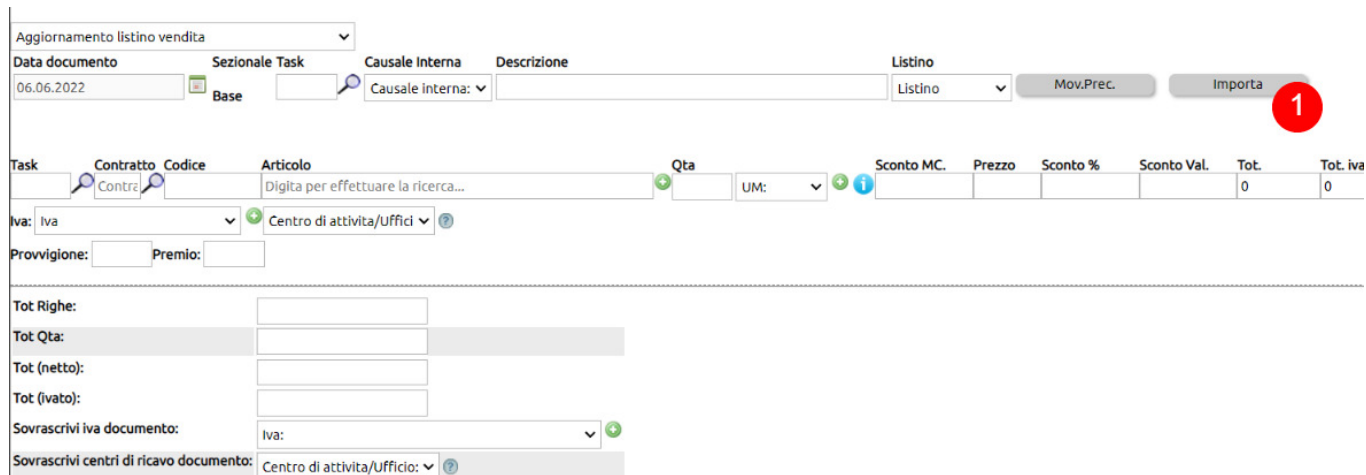 Aggiornamento listino vendita
Data documento Sezionale Task Causale Interna Descrizione Listino
06.06.2022 Base Causale interna: Listino Mov.Prec. Importa 1
Task Contratto Codice Articolo Qta Sconto MC. Prezzo Sconto % Sconto Val. Tot. Tot. iva
Contra Digita per effettuare la ricerca... UM: 0 0
Iva: Iva Centro di attivita/Uffici
Provvigione: Premio:
Tot Righe:
Tot Qta:
Tot (netto):
Tot (ivato):
Sovrascrivi iva documento: Iva:
Sovrascrivi centri di ricavo documento: Centro di attivita/Ufficio: